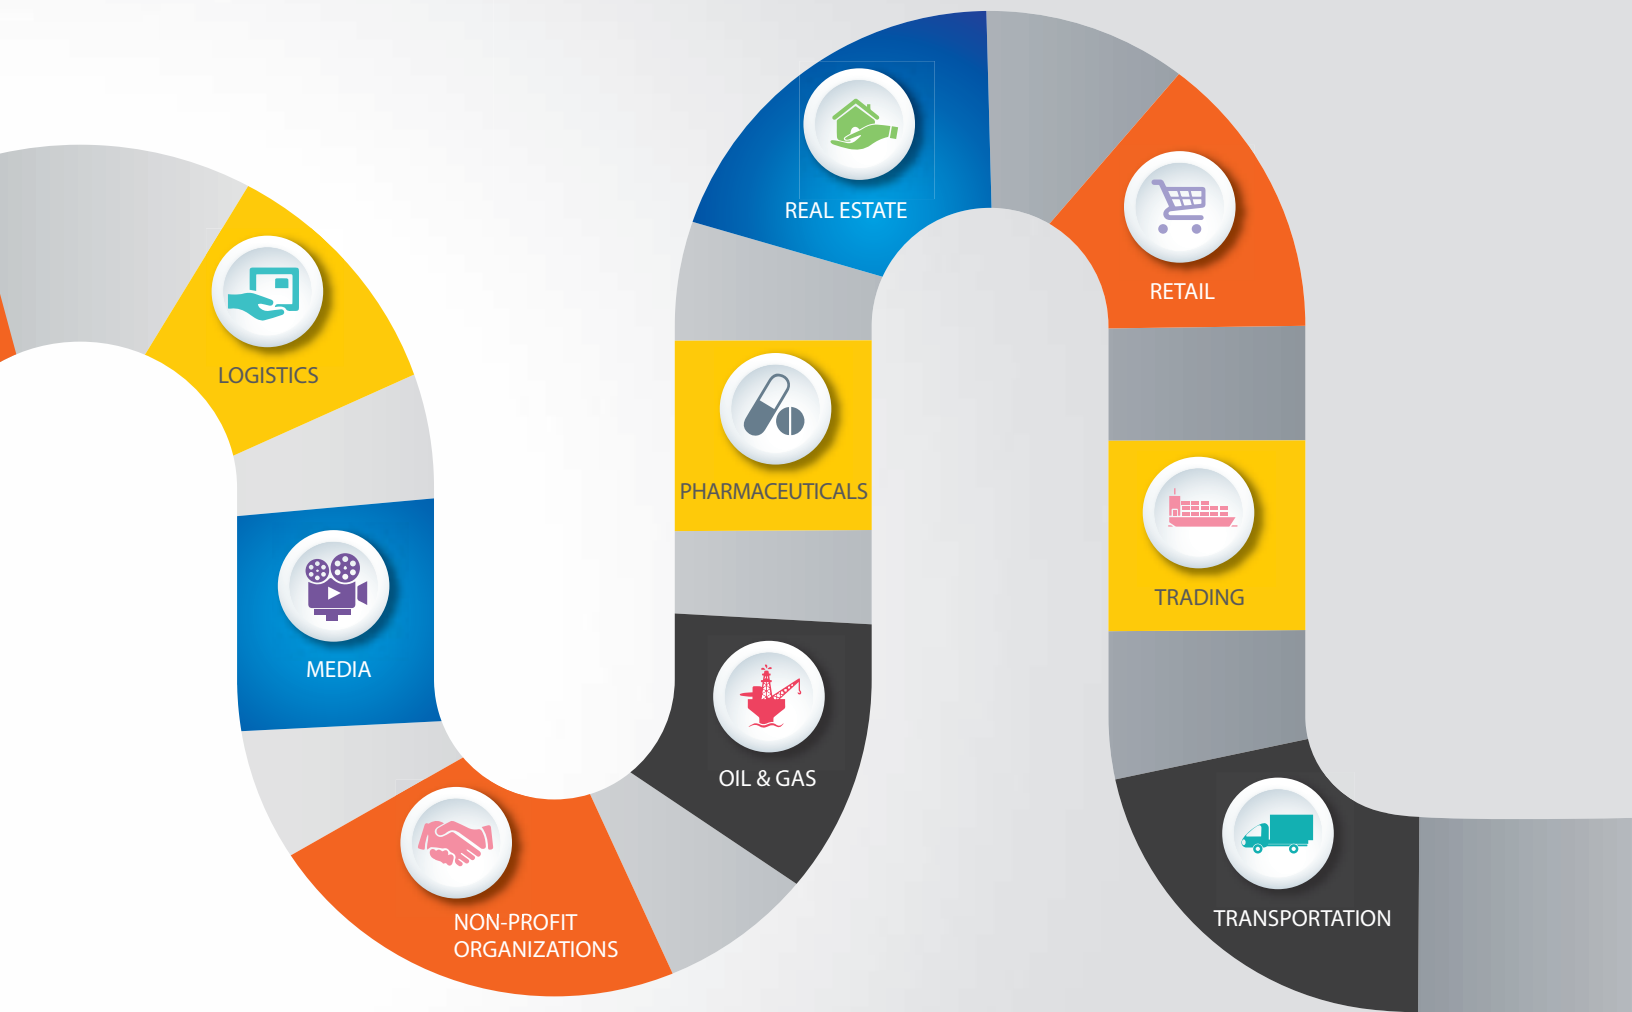 LOGISTICS
MEDIA
NON-PROFIT
ORGANIZATIONS
OIL & GAS
PHARMACEUTICALS
REAL ESTATE
RETAIL
TRADING
TRANSPORTATION